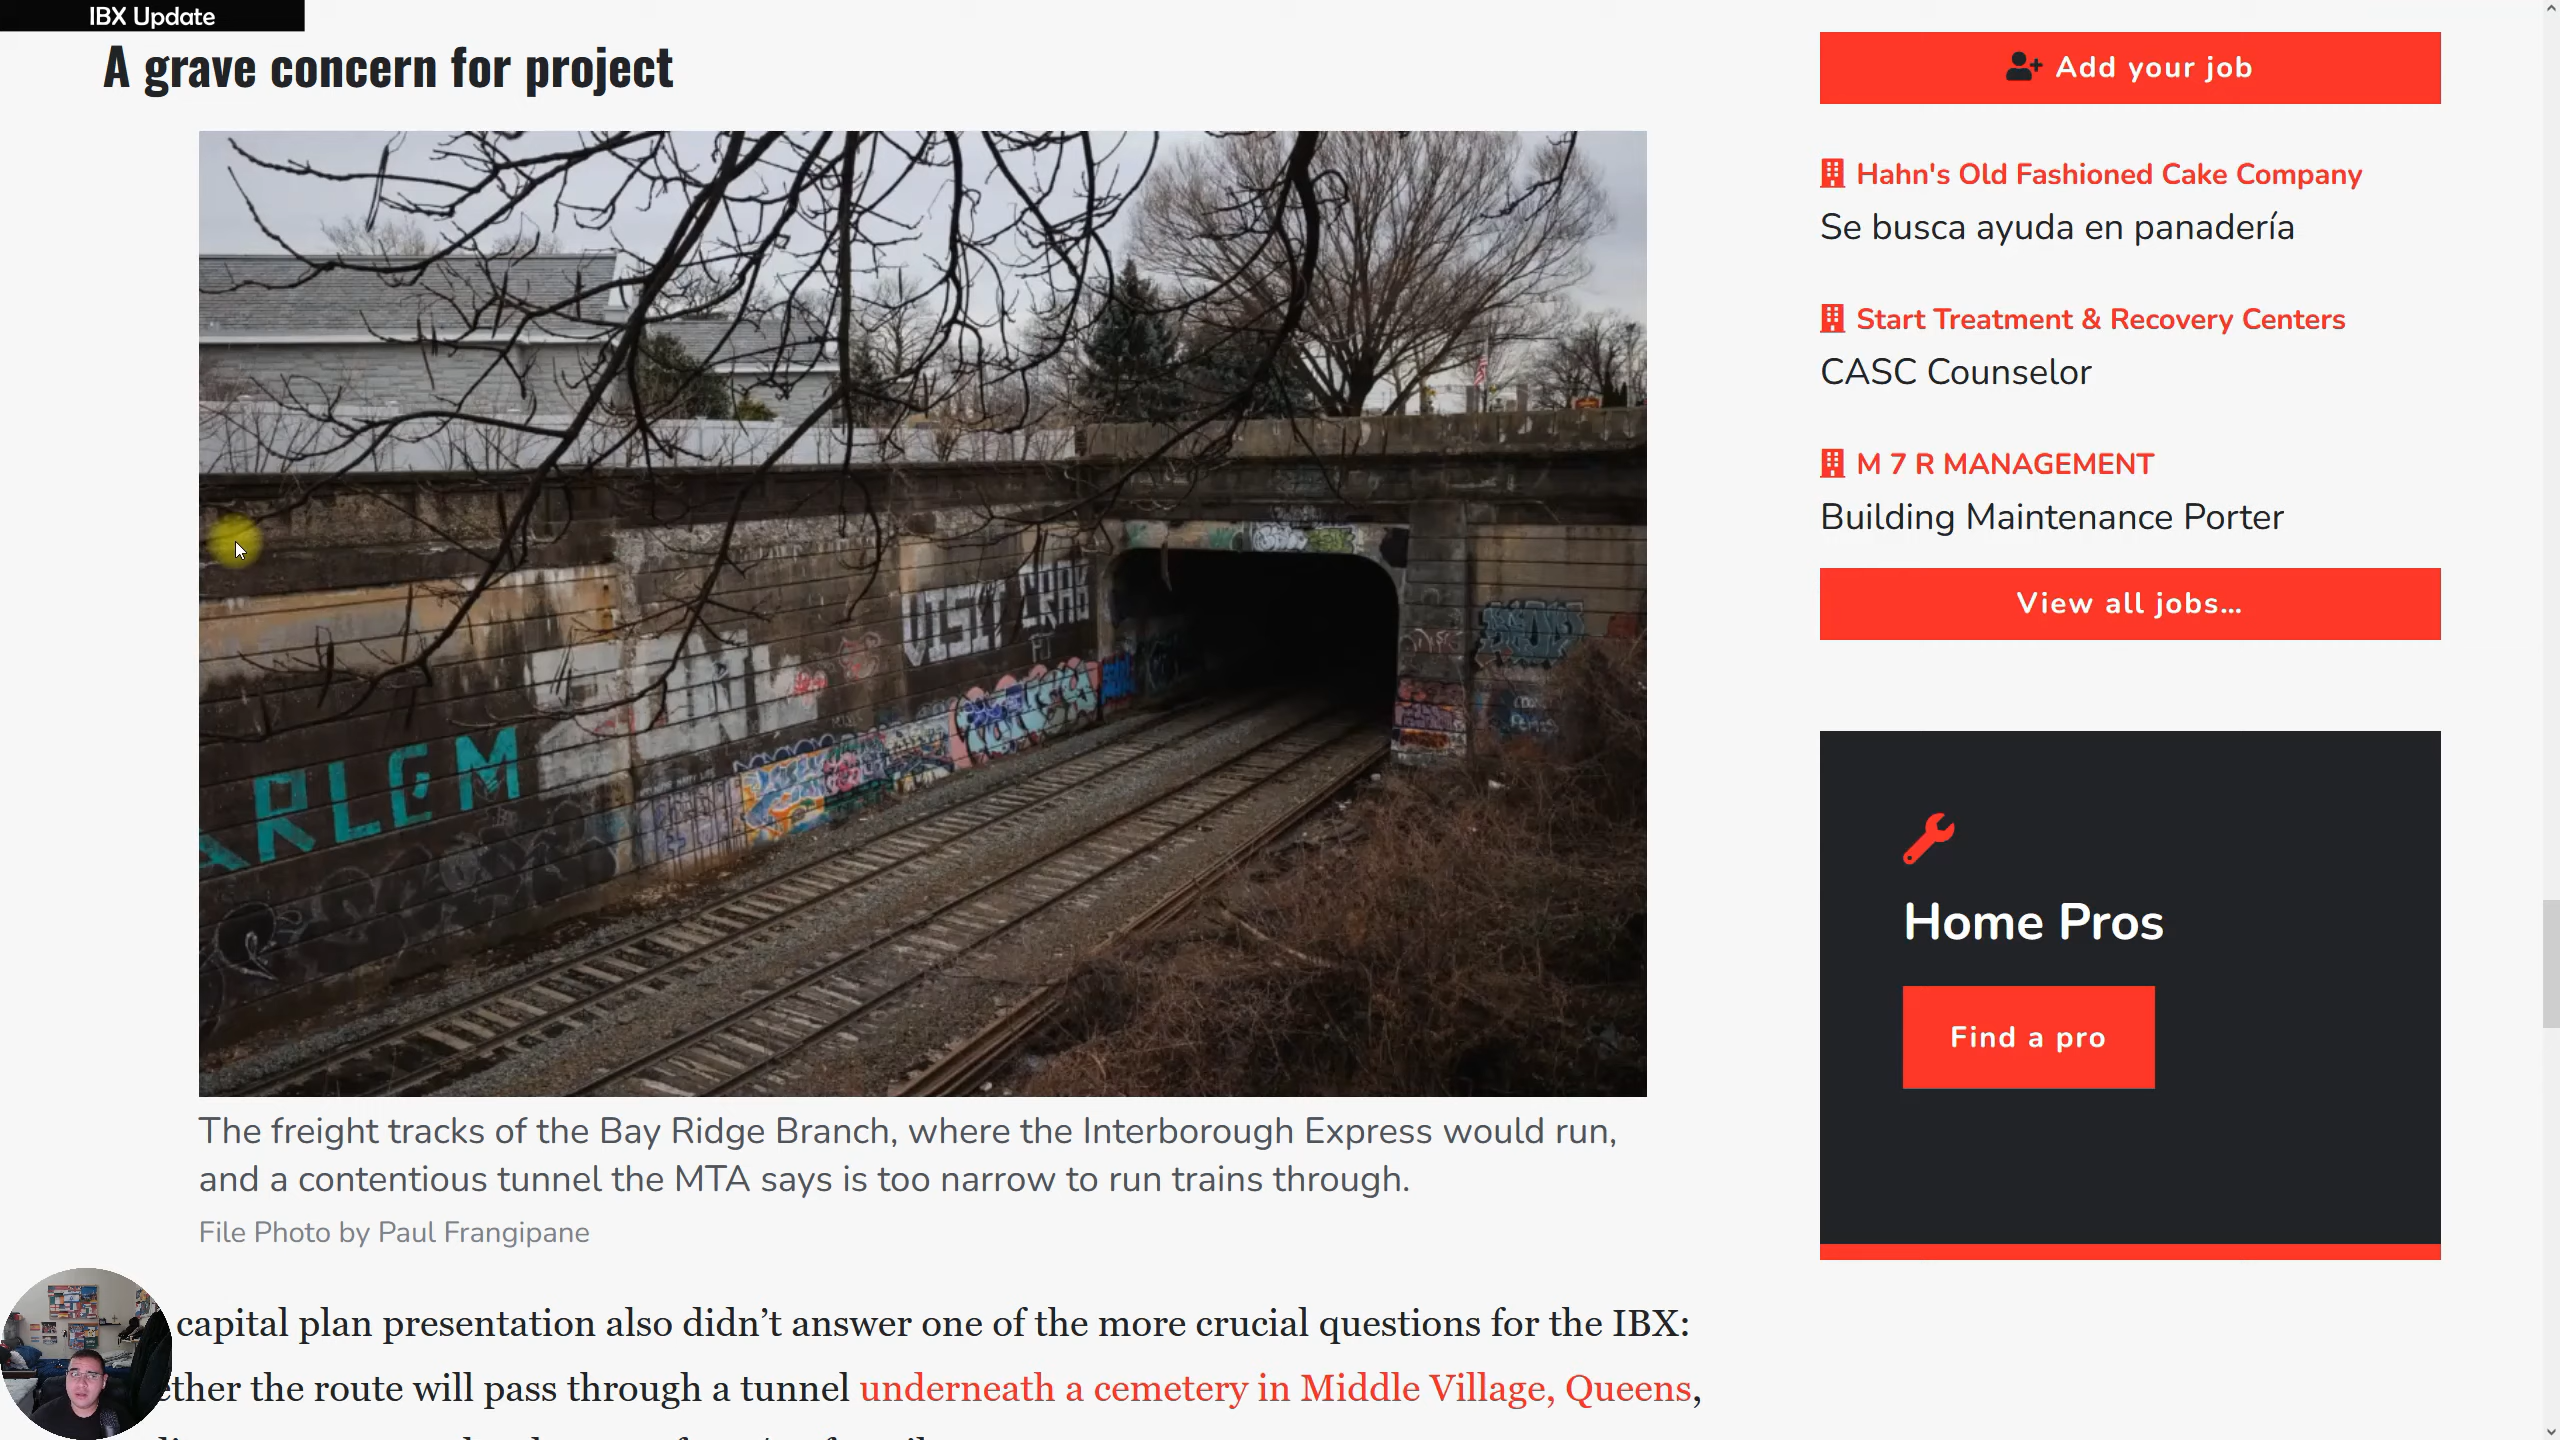 IBX Update
A grave concern for project
VISIT
ARLEM
The freight tracks of the Bay Ridge Branch, where the Interborough Express would run,
and a contentious tunnel the MTA says is too narrow to run trains through.
File Photo by Paul Frangipane
capital plan presentation also didn’t answer one of the more crucial questions for the IBX:
ether the route will pass through a tunnel underneath a cemetery in Middle Village, Queens,
Add your job
Hahn's Old Fashioned Cake Company
Se busca ayuda en panadería
Start Treatment & Recovery Centers
CASC Counselor
M 7 R MANAGEMENT
Building Maintenance Porter
View all jobs...
Home Pros
Find a pro